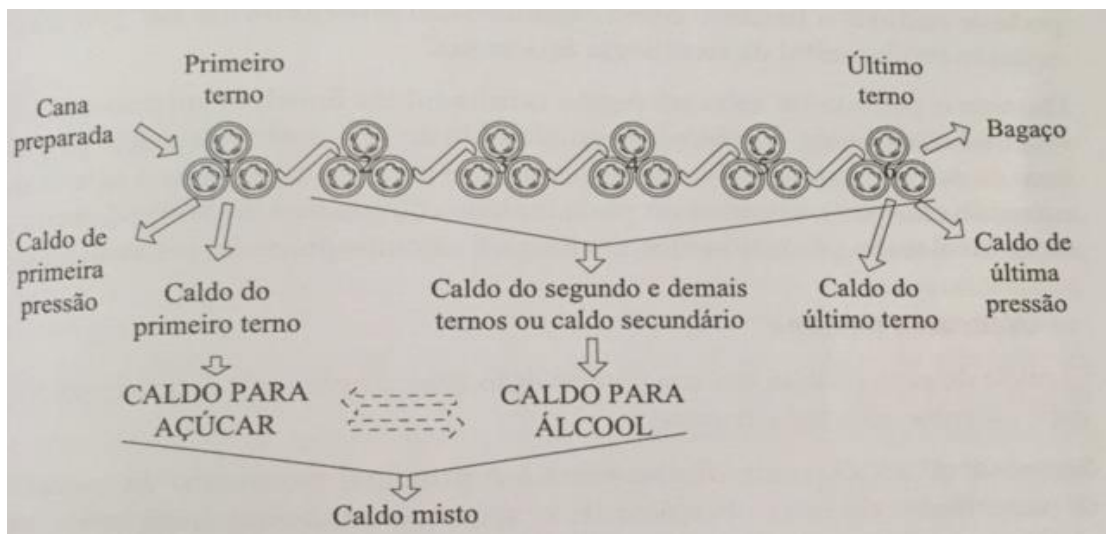 Primeiro
terno
Último
terno
Cana
preparada
Bagaço
1
2
3
4
5
6
Caldo de
primeira
pressão
Caldo do
primeiro terno
Caldo do segundo e demais
ternos ou caldo secundário
Caldo do
último terno
Caldo de
última
pressão
CALDO PARA
AÇÚCAR
CALDO PARA
ÁLCOOL
Caldo misto